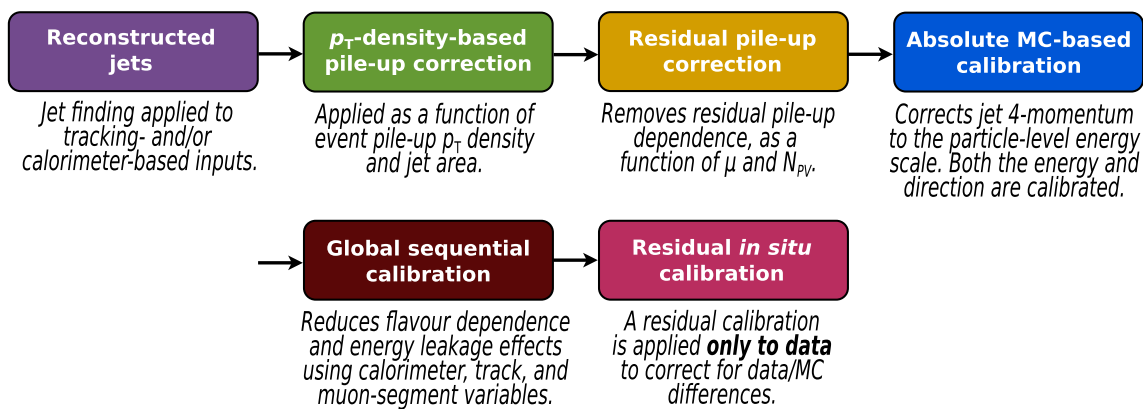 Reconstructed
jets
Jet finding applied to
tracking- and/or
calorimeter-based inputs.
pT-density-based
pile-up correction
Applied as a function of
event pile-up pT density
and jet area.
Residual pile-up
correction
Removes residual pile-up
dependence, as a
function of µ and NPV.
Absolute MC-based
calibration
Corrects jet 4-momentum
to the particle-level energy
scale. Both the energy and
direction are calibrated.
Global sequential
calibration
Reduces flavour dependence
and energy leakage effects
using calorimeter, track, and
muon-segment variables.
Residual in situ
calibration
A residual calibration
is applied only to data
to correct for data/MC
differences.